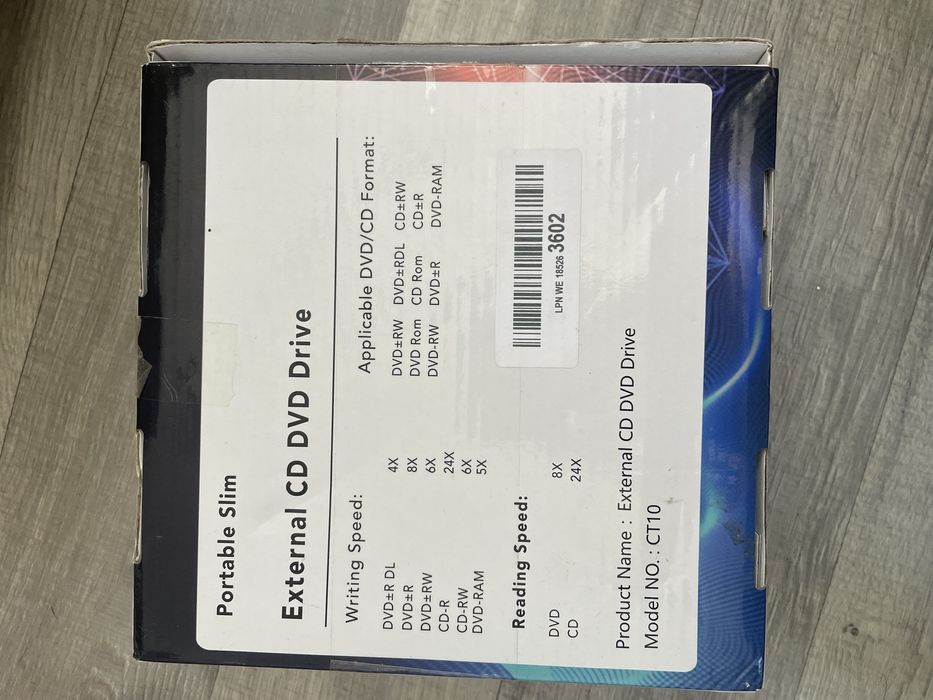 Portable Slim
External CD DVD Drive
Writing Speed:
DVD±R DL 4X
DVD±R 8X
DVD±RW 6X
CD-R 24X
CD-RW 6X
DVD-RAM 5X
Applicable DVD/CD Format:
DVD±RW DVD±RDL CD±RW
DVD Rom CD Rom CD±R
DVD-RW DVD±R DVD-RAM
Reading Speed:
DVD 8X
CD 24X
LPN WE 18526 3602
Product Name : External CD DVD Drive
Model NO. : CT10